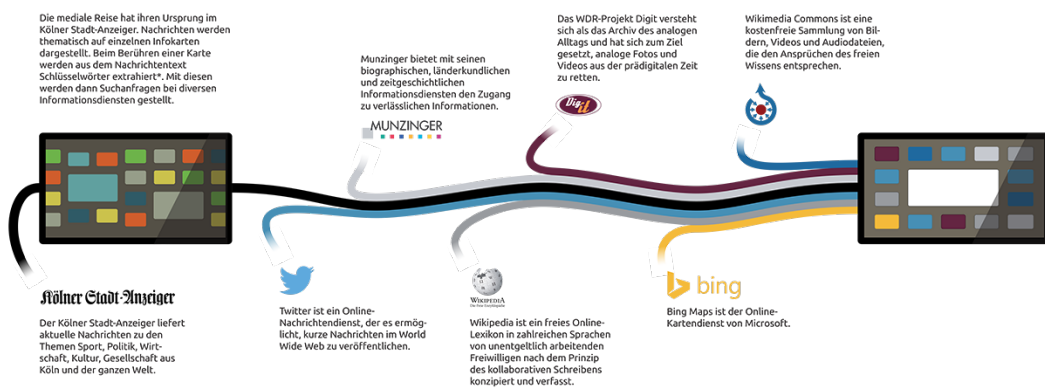 Die mediale Reise hat ihren Ursprung im
Kölner Stadt-Anzeiger. Nachrichten werden
thematisch auf einzelnen Infokarten
dargestellt. Beim Berühren einer Karte
werden aus dem Nachrichtentext
Schlüsselwörter extrahiert*. Mit diesen
werden dann Suchanfragen bei diversen
Informationsdiensten gestellt.
Munzinger bietet mit seinen
biographischen, länderkundlichen
und zeitgeschichtlichen
Informationsdiensten den Zugang
zu verlässlichen Informationen.
MUNZINGER
Das WDR-Projekt Digit versteht
sich als das Archiv des analogen
Alltags und hat sich zum Ziel
gesetzt, analoge Fotos und
Videos aus der prädigitalen Zeit
zu retten.
Digit
Wikimedia Commons ist eine
kostenfreie Sammlung von Bil-
dern, Videos und Audiodateien,
die den Ansprüchen des freien
Wissens entsprechen.
Kölner Stadt-Anzeiger
Der Kölner Stadt-Anzeiger liefert
aktuelle Nachrichten zu den
Themen Sport, Politik, Wirt-
schaft, Kultur, Gesellschaft aus
Köln und der ganzen Welt.
Twitter ist ein Online-
Nachrichtendienst, der es ermög-
licht, kurze Nachrichten im World
Wide Web zu veröffentlichen.
WIKIPEDIA
Die freie Enzyklopädie
Wikipedia ist ein freies Online-
Lexikon in zahlreichen Sprachen
von unentgeltlich arbeitenden
Freiwilligen nach dem Prinzip
des kollaborativen Schreibens
konzipiert und verfasst.
bing
Bing Maps ist der Online-
Kartendienst von Microsoft.